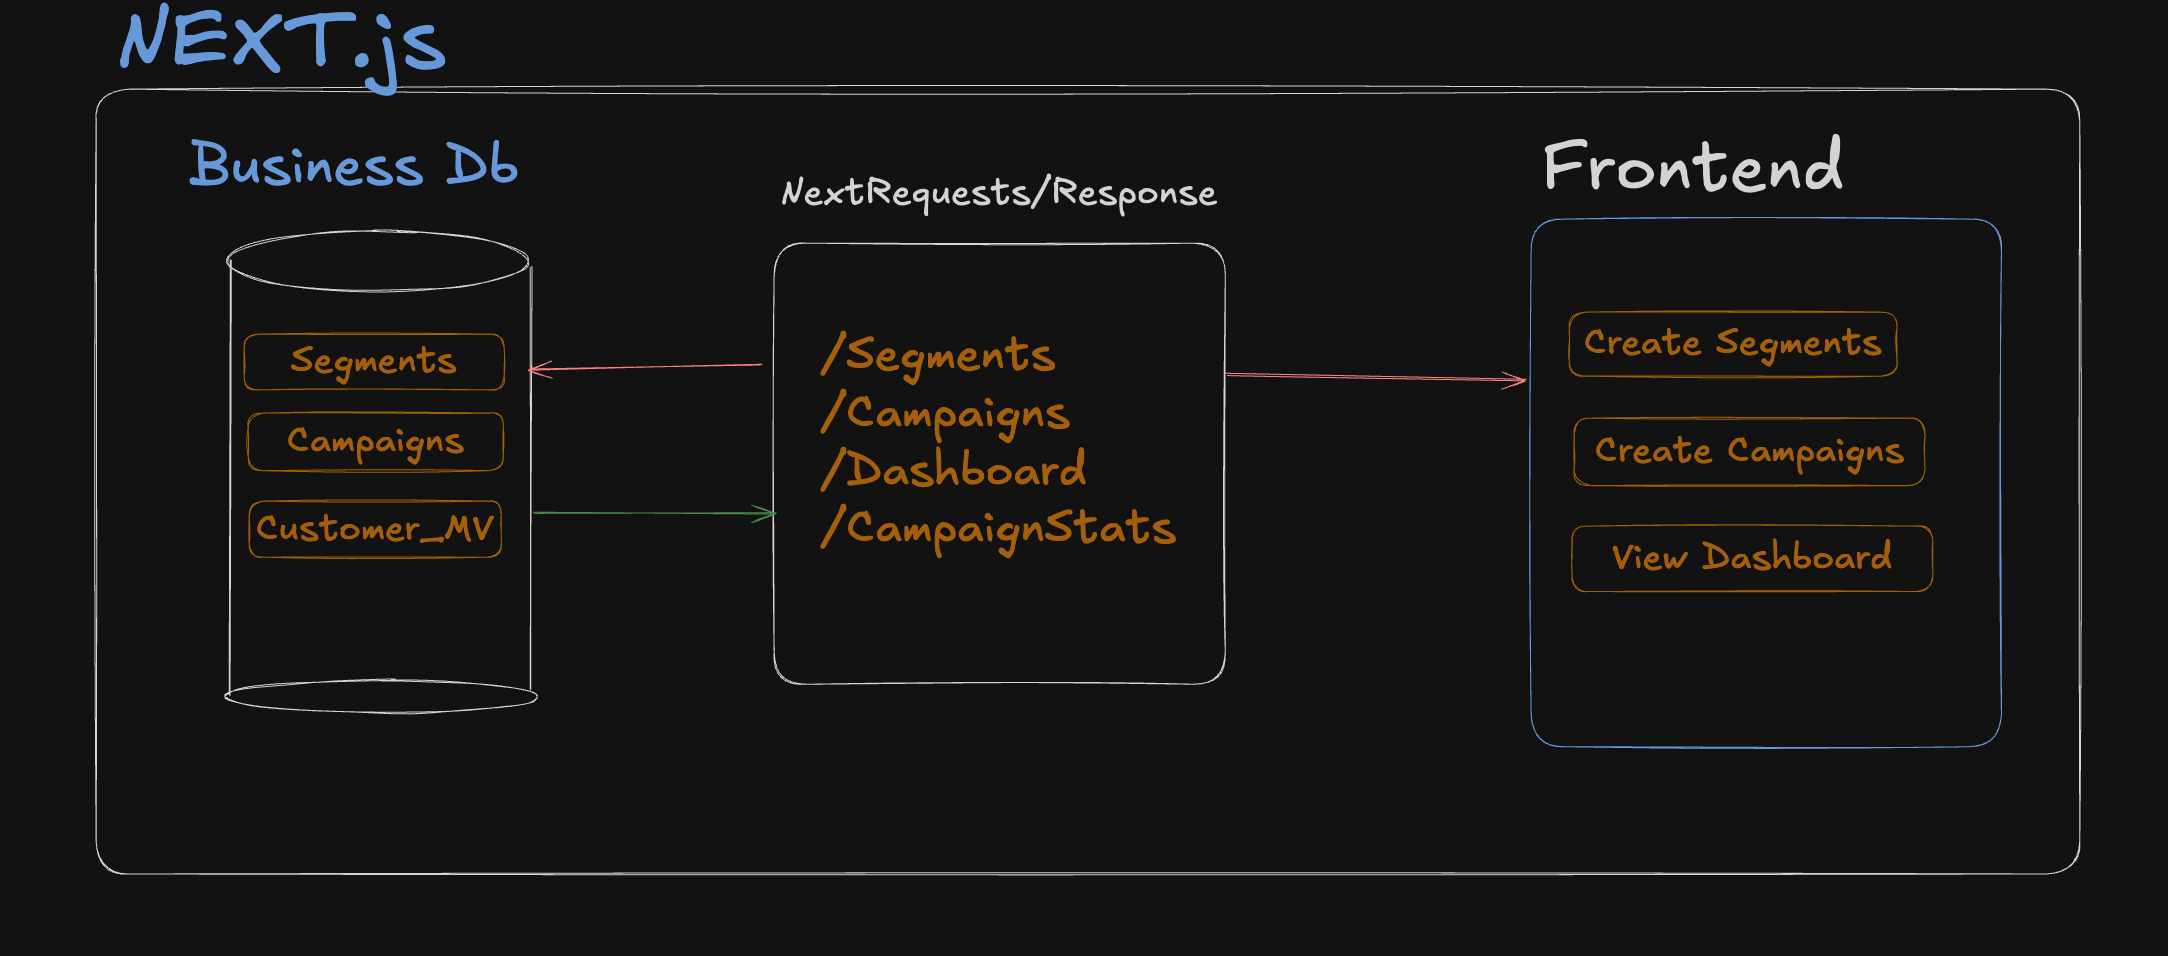 NEXT.js
Business Db
Segments
Campaigns
Customer_MV
NextRequests/Response
/Segments
/Campaigns
/Dashboard
/CampaignStats
Frontend
Create Segments
Create Campaigns
View Dashboard